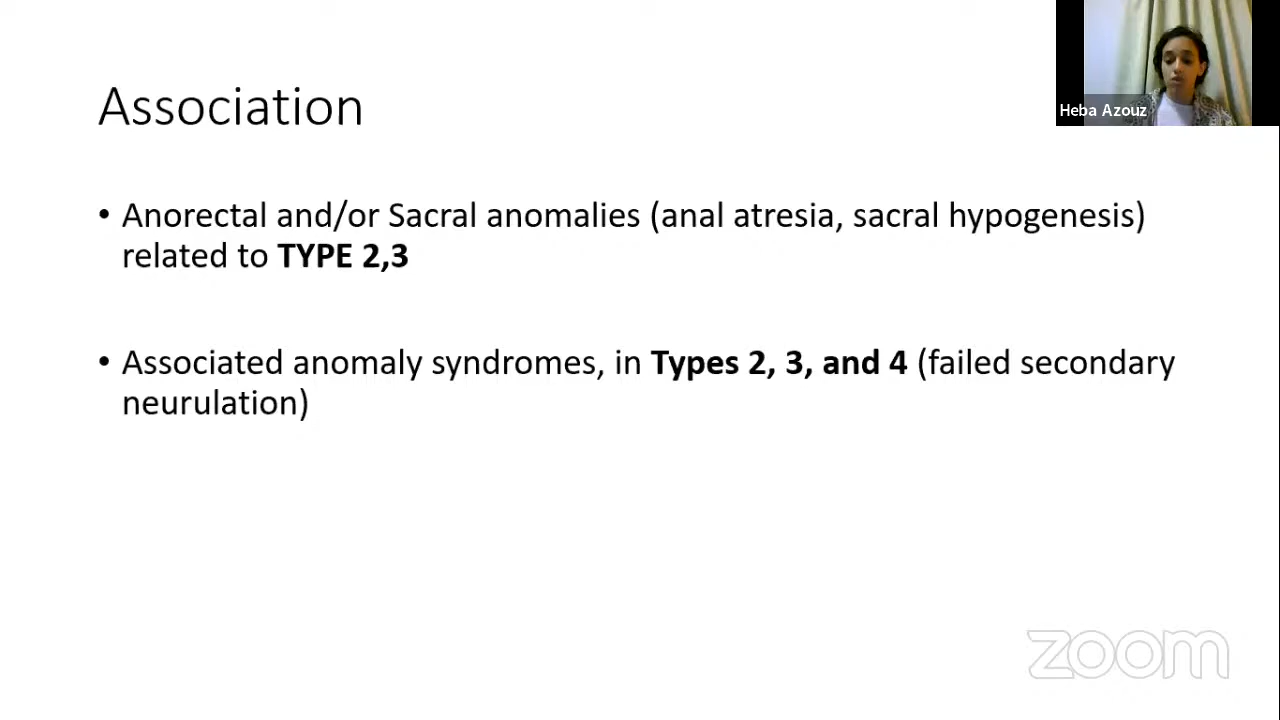 Association
Heba Azouz
• Anorectal and/or Sacral anomalies (anal atresia, sacral hypogenesis)
related to TYPE 2,3
• Associated anomaly syndromes, in Types 2, 3, and 4 (failed secondary
neurulation)
zoom